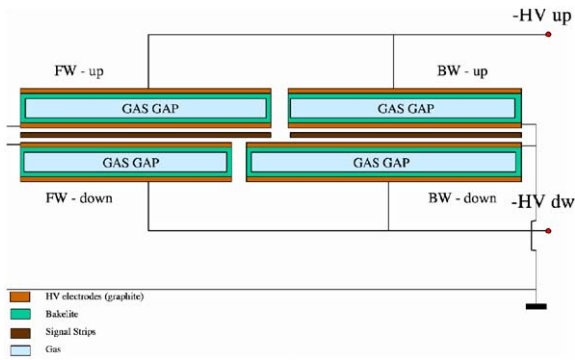 -HV up
FW - up
BW - up
GAS GAP
GAS GAP
GAS GAP
GAS GAP
FW - down
BW - down
-HV dw
HV electrodes (graphite)
Bakelite
Signal Strips
Gas